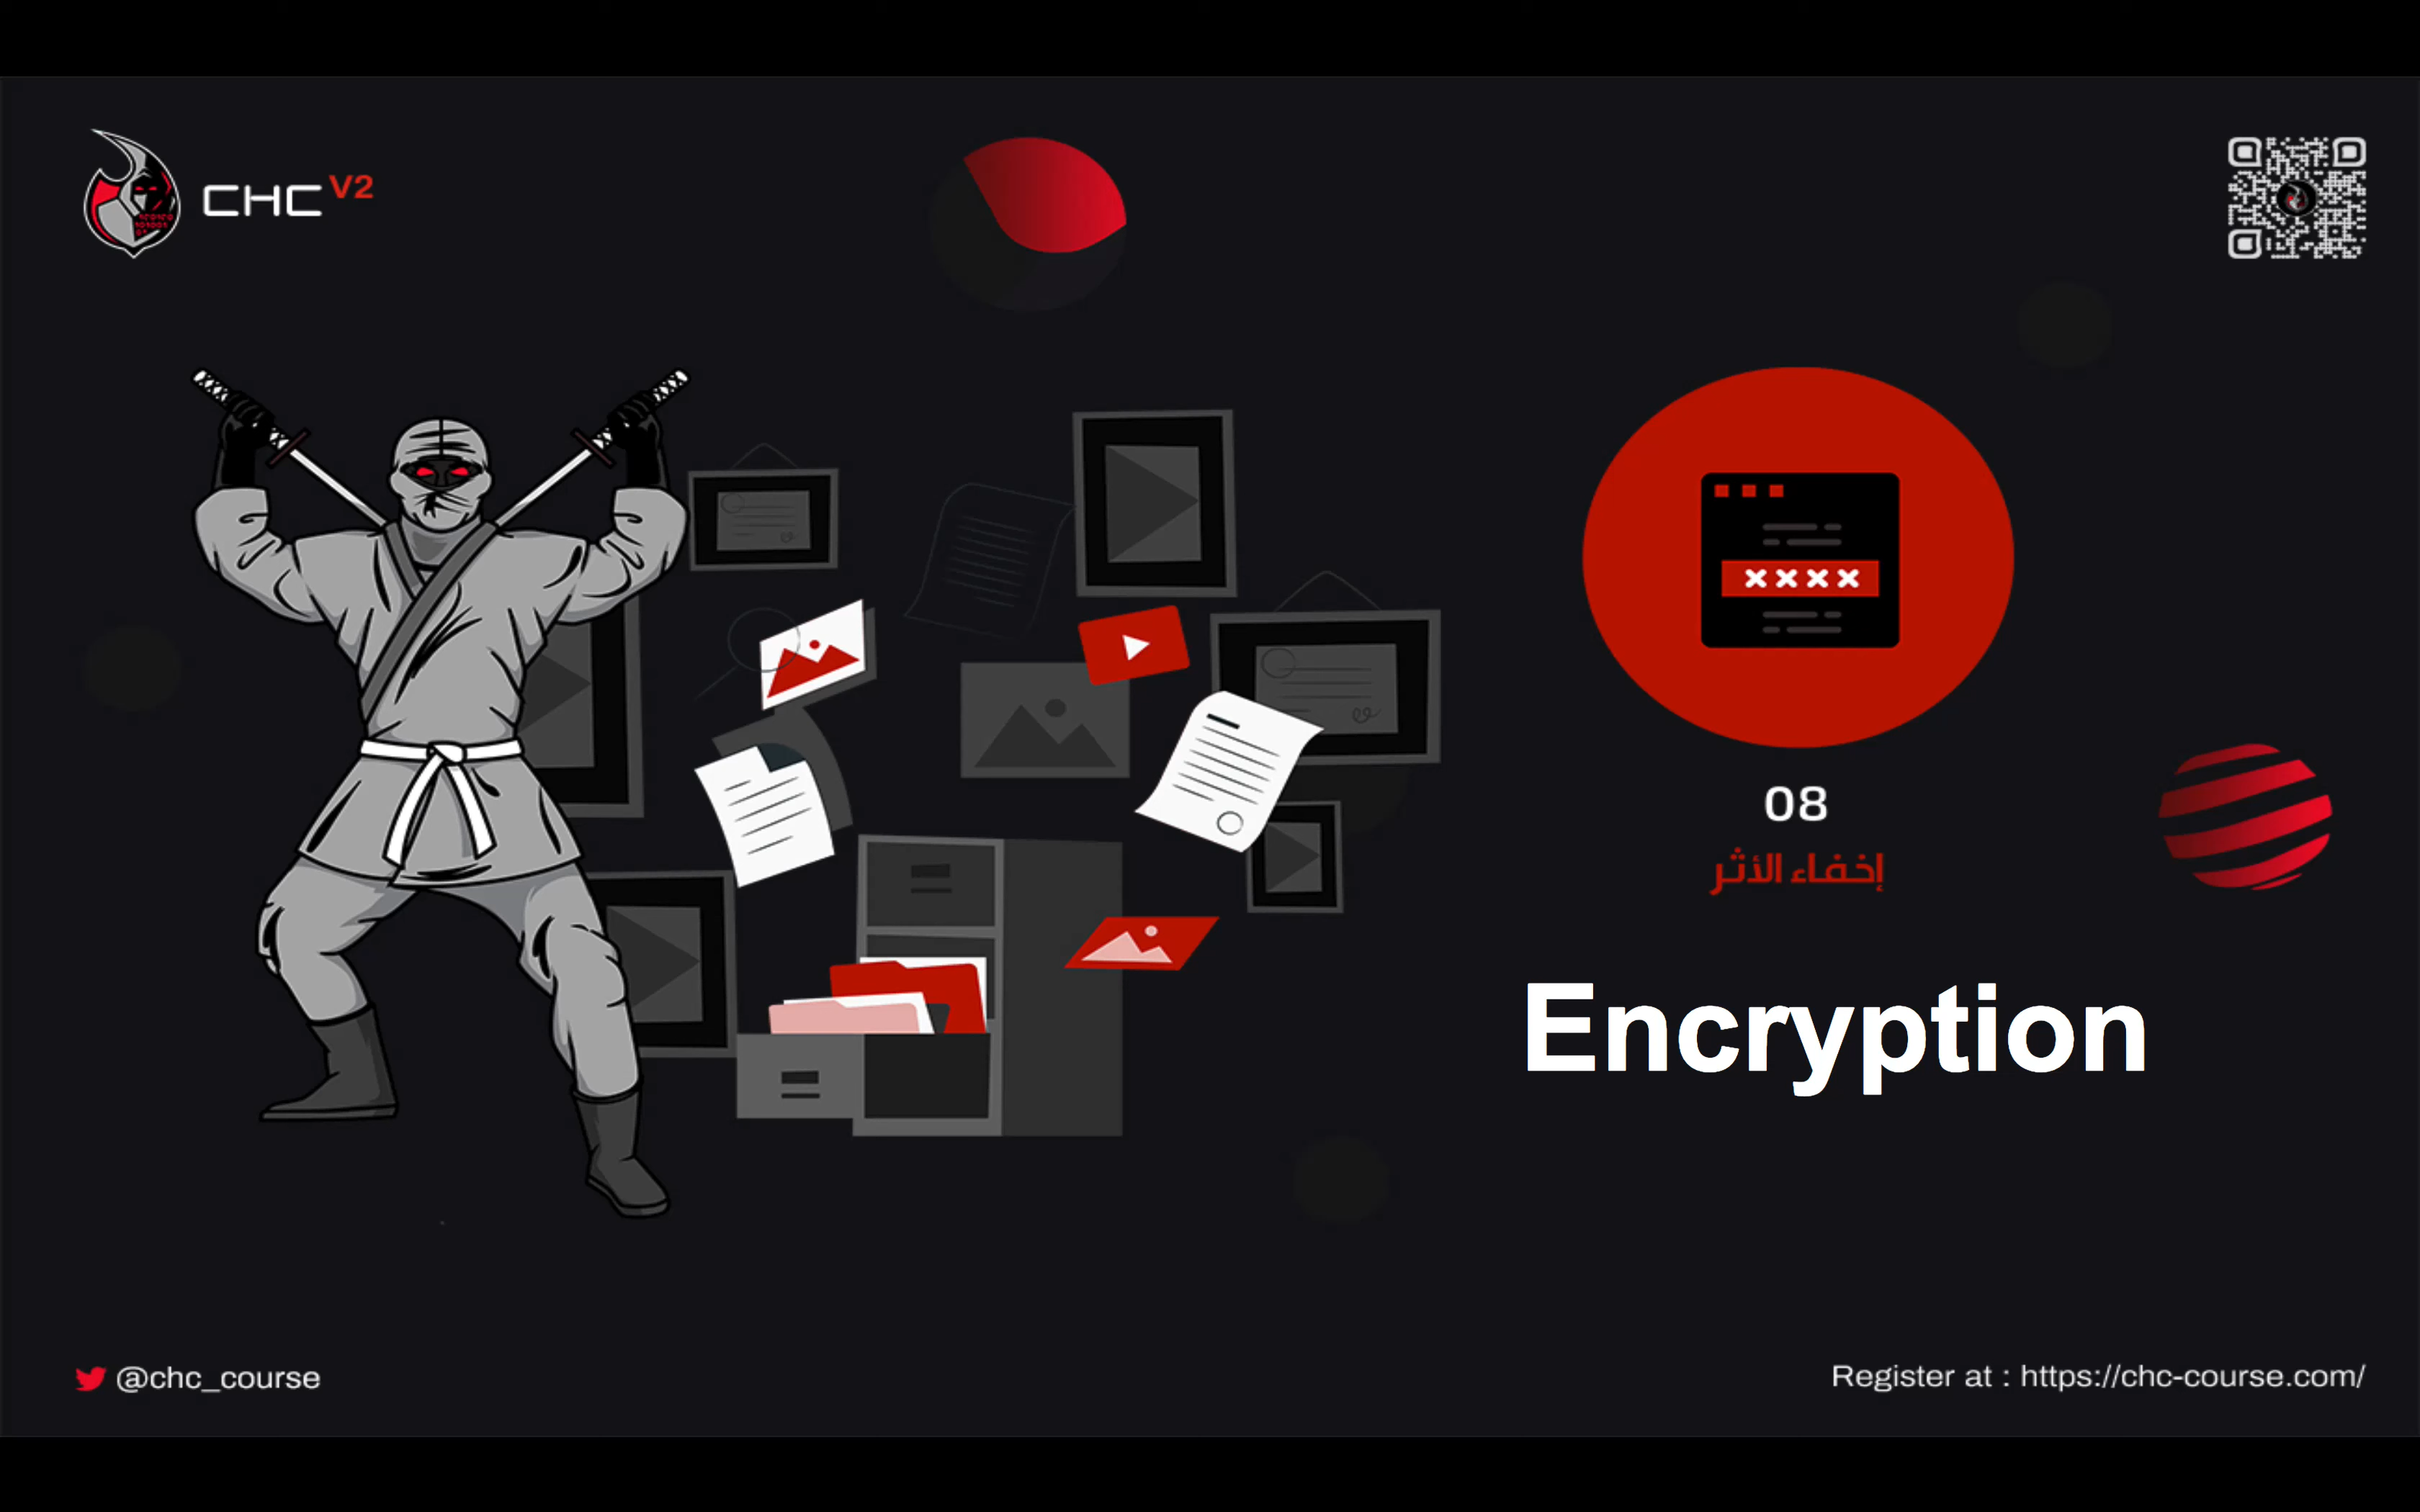 CHC V2
08
إخفاء الأثر
Encryption
@chc_course
Register at : https://chc-course.com/